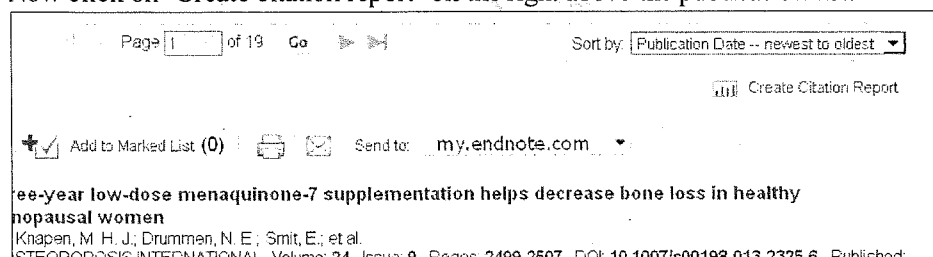 Now click on "Create citation report" on the right above the publication list
Page 1 of 19 Go
Sort by: Publication Date -- newest to oldest
Create Citation Report
Add to Marked List (0) Send to: my.endnote.com
ree-year low-dose menaquinone-7 supplementation helps decrease bone loss in healthy
nopausal women
Knapen, M. H. J.; Drummen, N. E.; Smit, E.; et al.
STEOPOROSIS INTERNATIONAL Volume: 24 Issue: 9 Pages: 2499-2507 DOI: 10.1007/s00198-013-2325-6 Published: